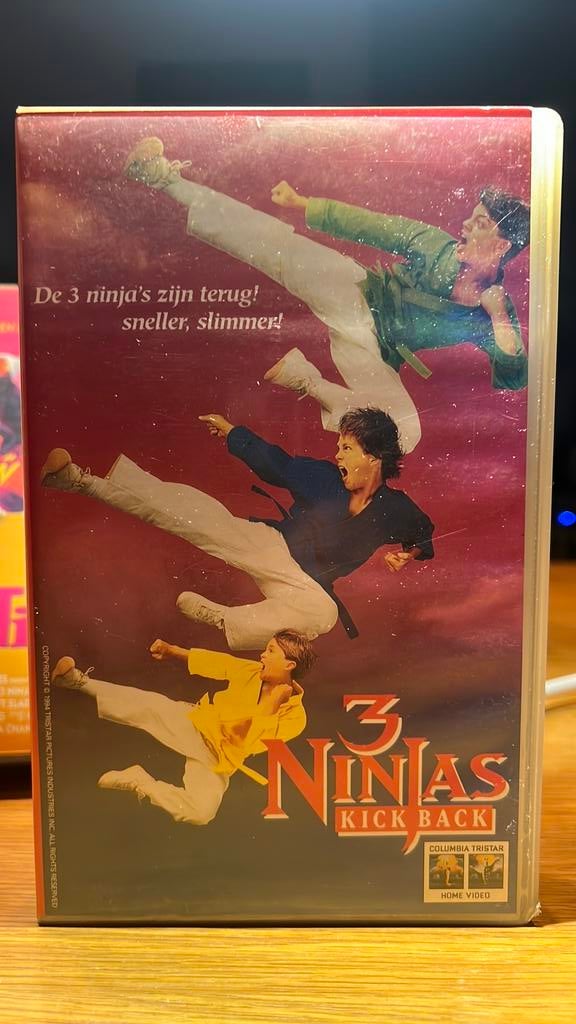 De 3 ninja's zijn terug!
sneller, slimmer!
3
NINJAS
KICK BACK
COLUMBIA TRISTAR
HOME VIDEO
COPYRIGHT © 1994 TRISTAR PICTURES INDUSTRIES INC. ALL RIGHTS RESERVED